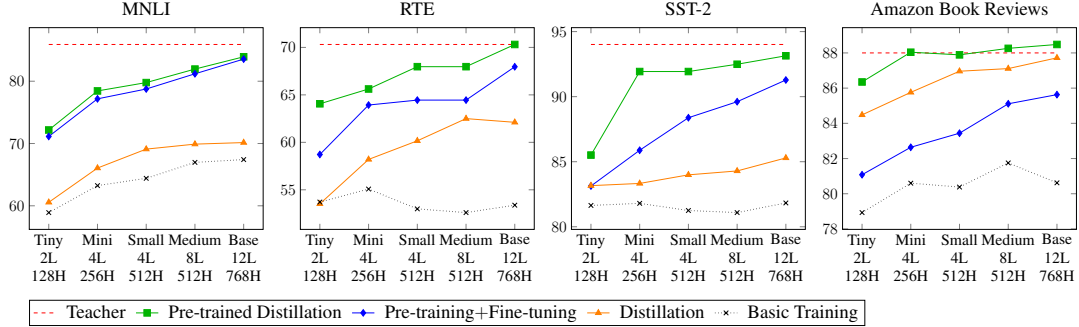 MNLI
80
70
60
Tiny Mini Small Medium Base
2L 4L 4L 8L 12L
128H 256H 512H 512H 768H
RTE
70
65
60
55
Tiny Mini Small Medium Base
2L 4L 4L 8L 12L
128H 256H 512H 512H 768H
SST-2
95
90
85
80
Tiny Mini Small Medium Base
2L 4L 4L 8L 12L
128H 256H 512H 512H 768H
Amazon Book Reviews
88
86
84
82
80
78
Tiny Mini Small Medium Base
2L 4L 4L 8L 12L
128H 256H 512H 512H 768H
Teacher Pre-trained Distillation Pre-training+Fine-tuning Distillation Basic Training